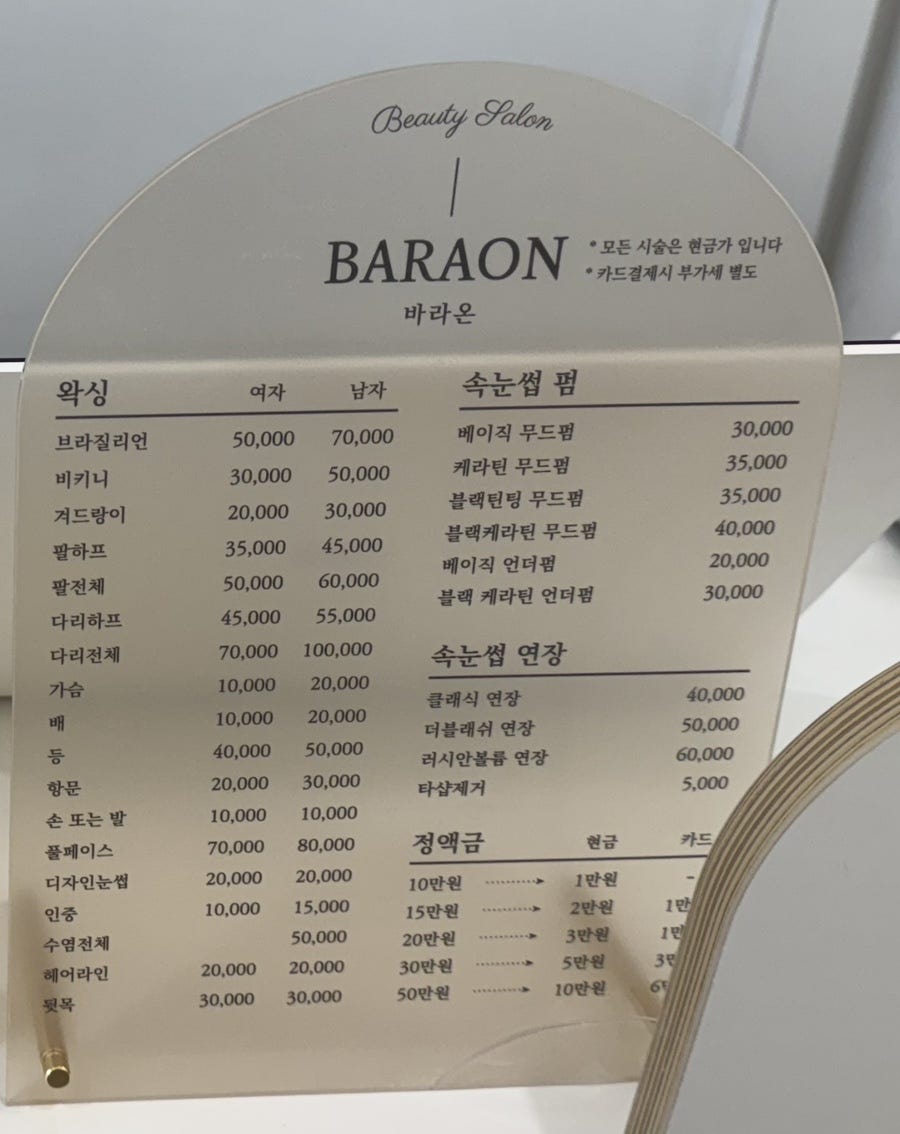 Beauty Salon
BARAON
* 모든 시술은 현금가 입니다
* 카드결제시 부가세 별도
바라온
왁싱 여자 남자
브라질리언 50,000 70,000
비키니 30,000 50,000
겨드랑이 20,000 30,000
팔하프 35,000 45,000
팔전체 50,000 60,000
다리하프 45,000 55,000
다리전체 70,000 100,000
가슴 10,000 20,000
배 10,000 20,000
등 40,000 50,000
항문 20,000 30,000
손 또는 발 10,000 10,000
풀페이스 70,000 80,000
디자인눈썹 20,000 20,000
인중 10,000 15,000
수염전체 50,000
헤어라인 20,000 20,000
뒷목 30,000 30,000
속눈썹 펌
베이직 무드펌 30,000
케라틴 무드펌 35,000
블랙틴팅 무드펌 35,000
블랙케라틴 무드펌 40,000
베이직 언더펌 20,000
블랙 케라틴 언더펌 30,000
속눈썹 연장
클래식 연장 40,000
더블래쉬 연장 50,000
러시안볼륨 연장 60,000
타샵제거 5,000
정액금 현금 카드
10만원 1만원 -
15만원 2만원 1만
20만원 3만원
30만원 5만원
50만원 10만원